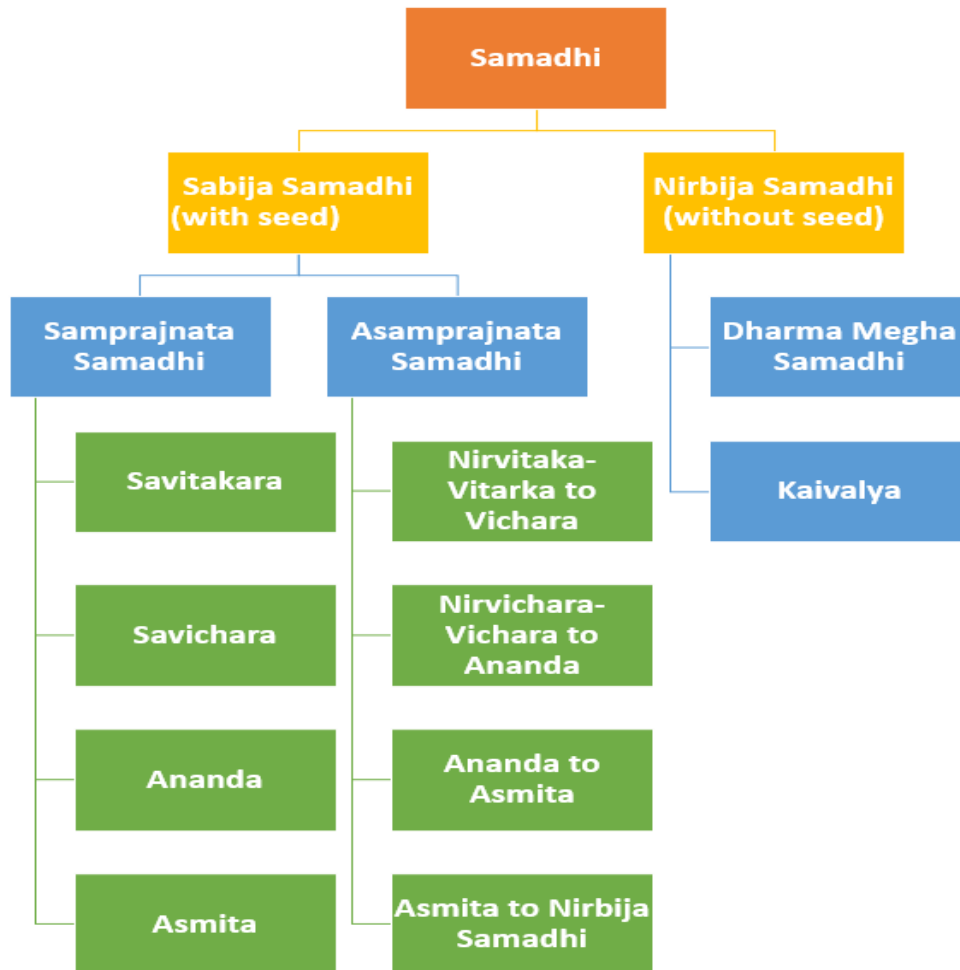 Samadhi
Sabija Samadhi
(with seed)
Nirbija Samadhi
(without seed)
Samprajnata
Samadhi
Asamprajnata
Samadhi
Dharma Megha
Samadhi
Savitakara
Nirvitaka-
Vitarka to
Vichara
Kaivalya
Savichara
Nirvichara-
Vichara to
Ananda
Ananda
Ananda to
Asmita
Asmita
Asmita to Nirbija
Samadhi